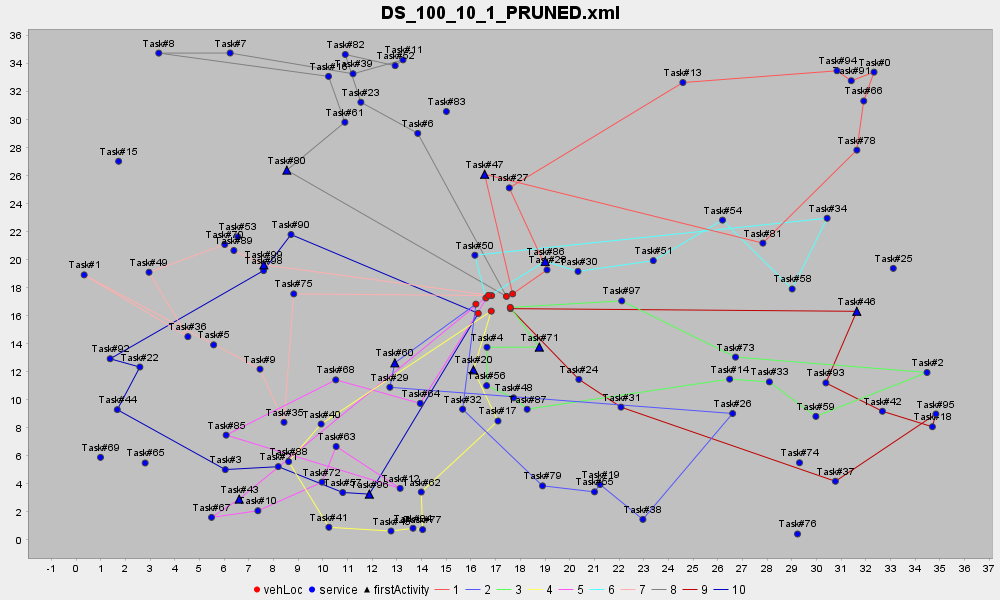 DS_100_10_1_PRUNED.xml
36
34
32
30
28
26
24
22
20
18
16
14
12
10
8
6
4
2
0
Task#8
Task#7
Task#82
Task#11
Task#39
Task#23
Task#61
Task#83
Task#6
Task#15
Task#80
Task#47
Task#27
Task#13
Task#94
Task#0
Task#91
Task#66
Task#78
Task#54
Task#34
Task#81
Task#53
Task#90
Task#89
Task#98
Task#1
Task#49
Task#75
Task#50
Task#86
Task#28
Task#30
Task#51
Task#25
Task#58
Task#97
Task#46
Task#36
Task#5
Task#4
Task#71
Task#73
Task#92
Task#22
Task#9
Task#60
Task#20
Task#29
Task#68
Task#56
Task#24
Task#14
Task#33
Task#93
Task#2
Task#44
Task#64
Task#32
Task#48
Task#87
Task#31
Task#26
Task#59
Task#42
Task#95
Task#18
Task#35
Task#40
Task#17
Task#85
Task#63
Task#69
Task#65
Task#3
Task#88
Task#72
Task#57
Task#96
Task#12
Task#62
Task#79
Task#19
Task#55
Task#74
Task#37
Task#43
Task#10
Task#67
Task#41
Task#77
Task#38
Task#76
-1 0 1 2 3 4 5 6 7 8 9 10 11 12 13 14 15 16 17 18 19 20 21 22 23 24 25 26 27 28 29 30 31 32 33 34 35 36 37
vehLoc service firstActivity 1 2 3 4 5 6 7 8 9 10